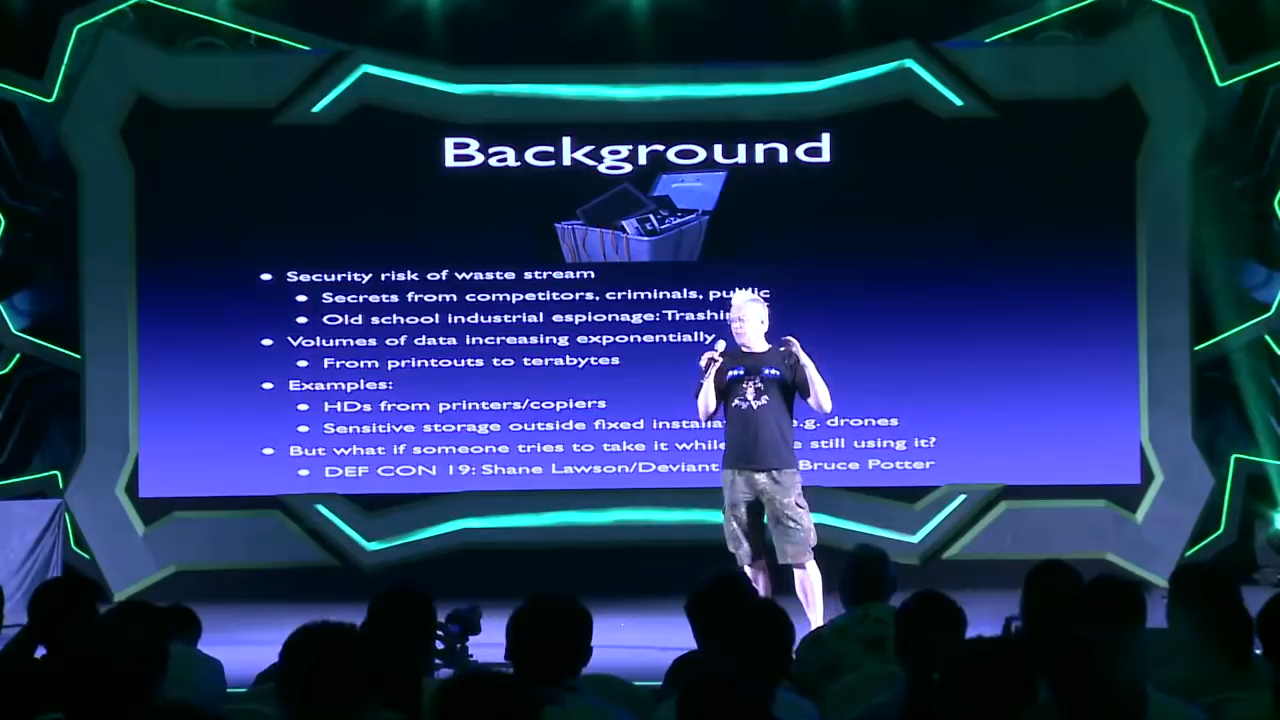 Background
Security risk of waste stream
Secrets from competitors, criminals, public
Old school industrial espionage: Trashi
Volumes of data increasing exponentially
From printouts to terabytes
Examples:
HDs from printers/copiers
Sensitive storage outside fixed e.g. drones
But what if someone tries to take it while still using it?
DEF CON 19: Shane Lawson/Deviant Bruce Potter